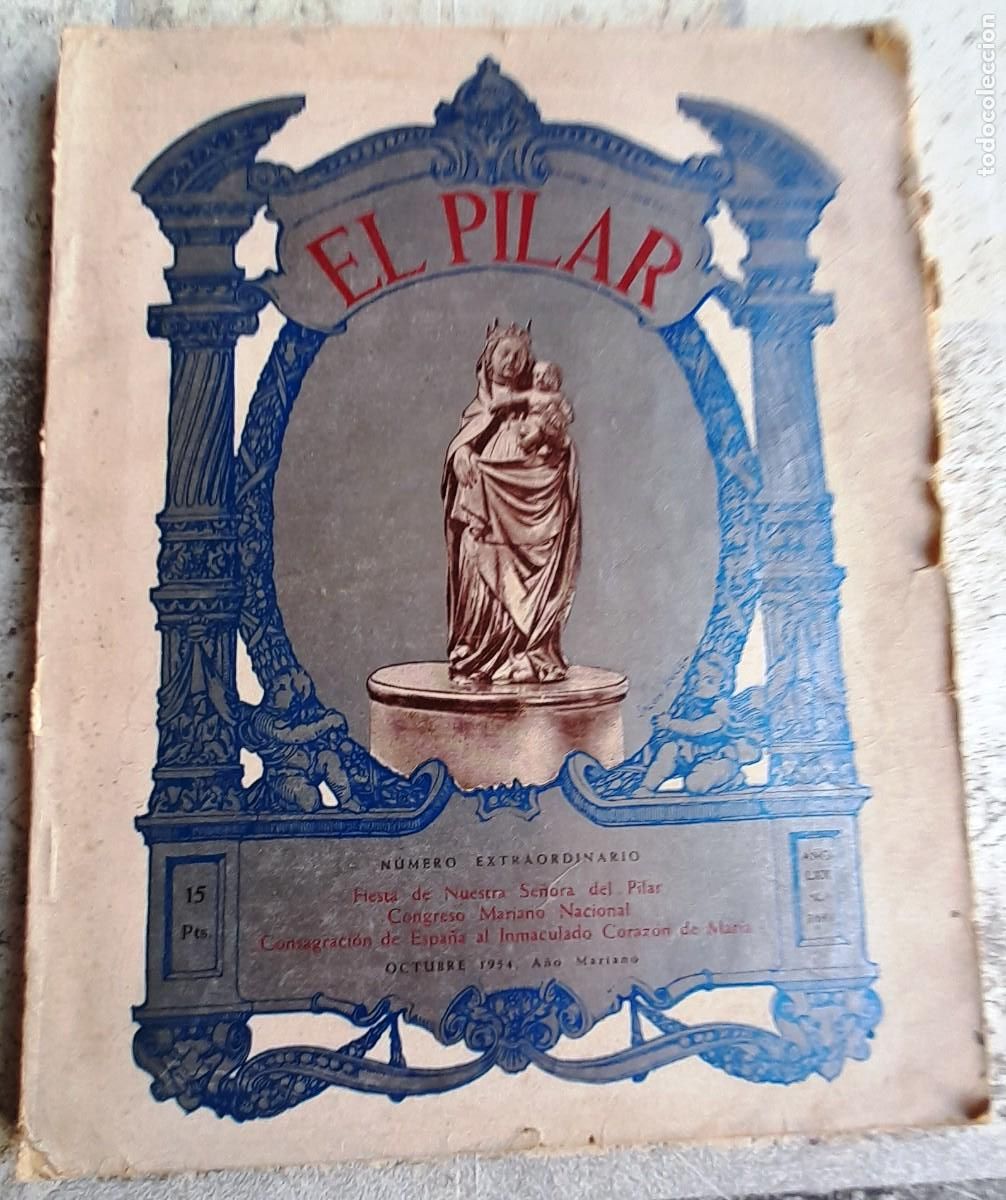 EL PILAR
NÚMERO EXTRAORDINARIO
Fiesta de Nuestra Señora del Pilar
Congreso Mariano Nacional
Consagración de España al Inmaculado Corazón de María
OCTUBRE 1954, Año Mariano
15
Pts.
AÑO
todocoleccion